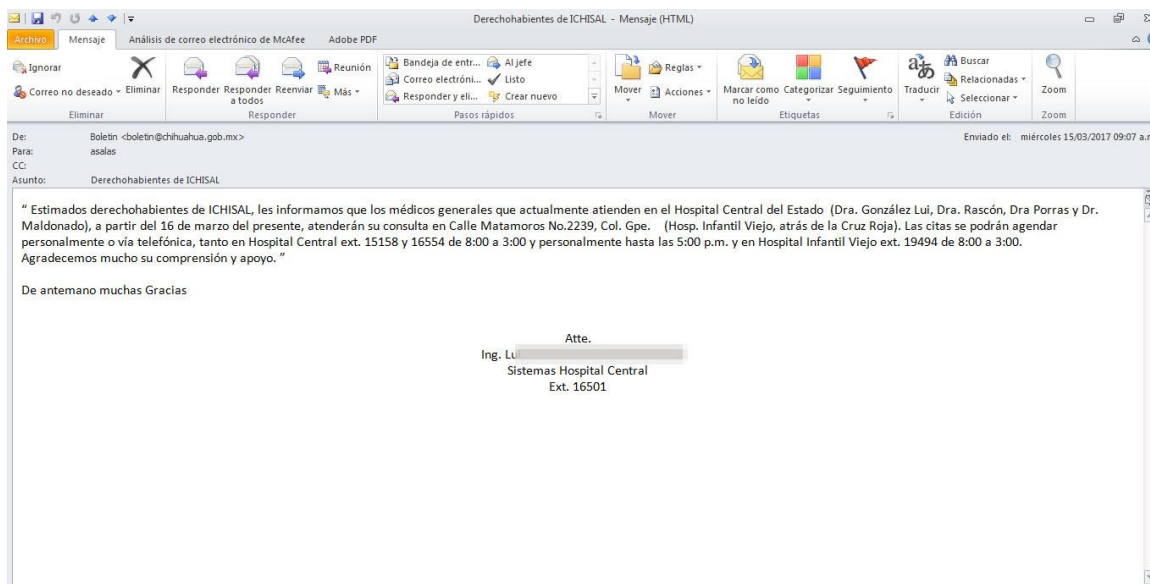 Derechohabientes de ICHISAL - Mensaje (HTML)
Archivo Mensaje Análisis de correo electrónico de McAfee Adobe PDF
Ignorar
Correo no deseado
Eliminar
Responder
Responder a todos
Reenviar
Reunión
Más
Bandeja de entr...
Correo electróni...
Responder y eli...
Al jefe
Listo
Crear nuevo
Mover
Reglas
Acciones
Marcar como no leído
Categorizar
Seguimiento
Traducir
Buscar
Relacionadas
Seleccionar
Zoom
Eliminar Responder Pasos rápidos Mover Etiquetas Edición Zoom
De: Boletin <boletin@chihuahua.gob.mx> Enviado el: miércoles 15/03/2017 09:07 a.
Para: asalas
CC:
Asunto: Derechohabientes de ICHISAL
“ Estimados derechohabientes de ICHISAL, les informamos que los médicos generales que actualmente atienden en el Hospital Central del Estado (Dra. González Lui, Dra. Rascón, Dra Porras y Dr.
Maldonado), a partir del 16 de marzo del presente, atenderán su consulta en Calle Matamoros No.2239, Col. Gpe. (Hosp. Infantil Viejo, atrás de la Cruz Roja). Las citas se podrán agendar
personalmente o vía telefónica, tanto en Hospital Central ext. 15158 y 16554 de 8:00 a 3:00 y personalmente hasta las 5:00 p.m. y en Hospital Infantil Viejo ext. 19494 de 8:00 a 3:00.
Agradecemos mucho su comprensión y apoyo. ”
De antemano muchas Gracias
Atte.
Ing. Lu
Sistemas Hospital Central
Ext. 16501